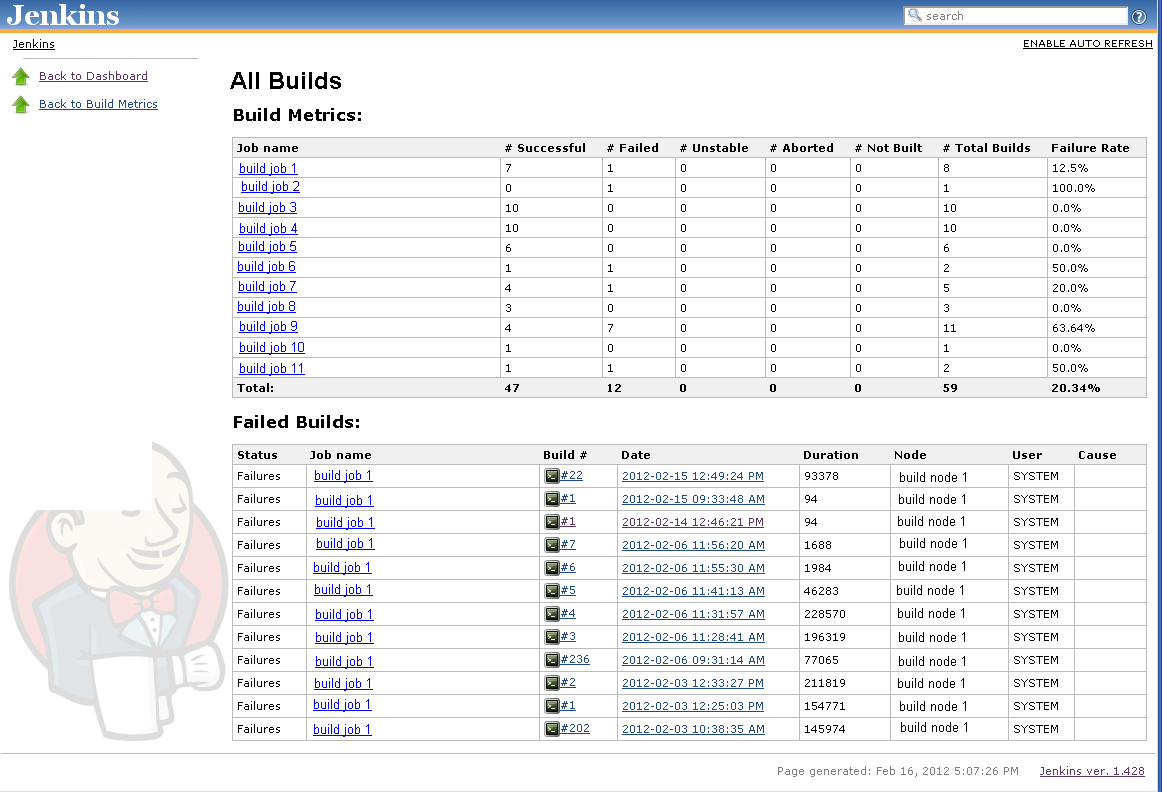 Jenkins
search
Jenkins ENABLE AUTO REFRESH
Back to Dashboard
Back to Build Metrics
All Builds
Build Metrics:
Job name # Successful # Failed # Unstable # Aborted # Not Built # Total Builds Failure Rate
build job 1 7 1 0 0 0 8 12.5%
build job 2 0 1 0 0 0 1 100.0%
build job 3 10 0 0 0 0 10 0.0%
build job 4 10 0 0 0 0 10 0.0%
build job 5 6 0 0 0 0 6 0.0%
build job 6 1 1 0 0 0 2 50.0%
build job 7 4 1 0 0 0 5 20.0%
build job 8 3 0 0 0 0 3 0.0%
build job 9 4 7 0 0 0 11 63.64%
build job 10 1 0 0 0 0 1 0.0%
build job 11 1 1 0 0 0 2 50.0%
Total: 47 12 0 0 0 59 20.34%
Failed Builds:
Status Job name Build # Date Duration Node User Cause
Failures build job 1 #22 2012-02-15 12:49:24 PM 93378 build node 1 SYSTEM
Failures build job 1 #1 2012-02-15 09:33:48 AM 94 build node 1 SYSTEM
Failures build job 1 #1 2012-02-14 12:46:21 PM 94 build node 1 SYSTEM
Failures build job 1 #7 2012-02-06 11:56:20 AM 1688 build node 1 SYSTEM
Failures build job 1 #6 2012-02-06 11:55:30 AM 1984 build node 1 SYSTEM
Failures build job 1 #5 2012-02-06 11:41:13 AM 46283 build node 1 SYSTEM
Failures build job 1 #4 2012-02-06 11:31:57 AM 228570 build node 1 SYSTEM
Failures build job 1 #3 2012-02-06 11:28:41 AM 196319 build node 1 SYSTEM
Failures build job 1 #236 2012-02-06 09:31:14 AM 77065 build node 1 SYSTEM
Failures build job 1 #2 2012-02-03 12:33:27 PM 211819 build node 1 SYSTEM
Failures build job 1 #1 2012-02-03 12:25:03 PM 154771 build node 1 SYSTEM
Failures build job 1 #202 2012-02-03 10:38:35 AM 145974 build node 1 SYSTEM
Page generated: Feb 16, 2012 5:07:26 PM Jenkins ver. 1.428